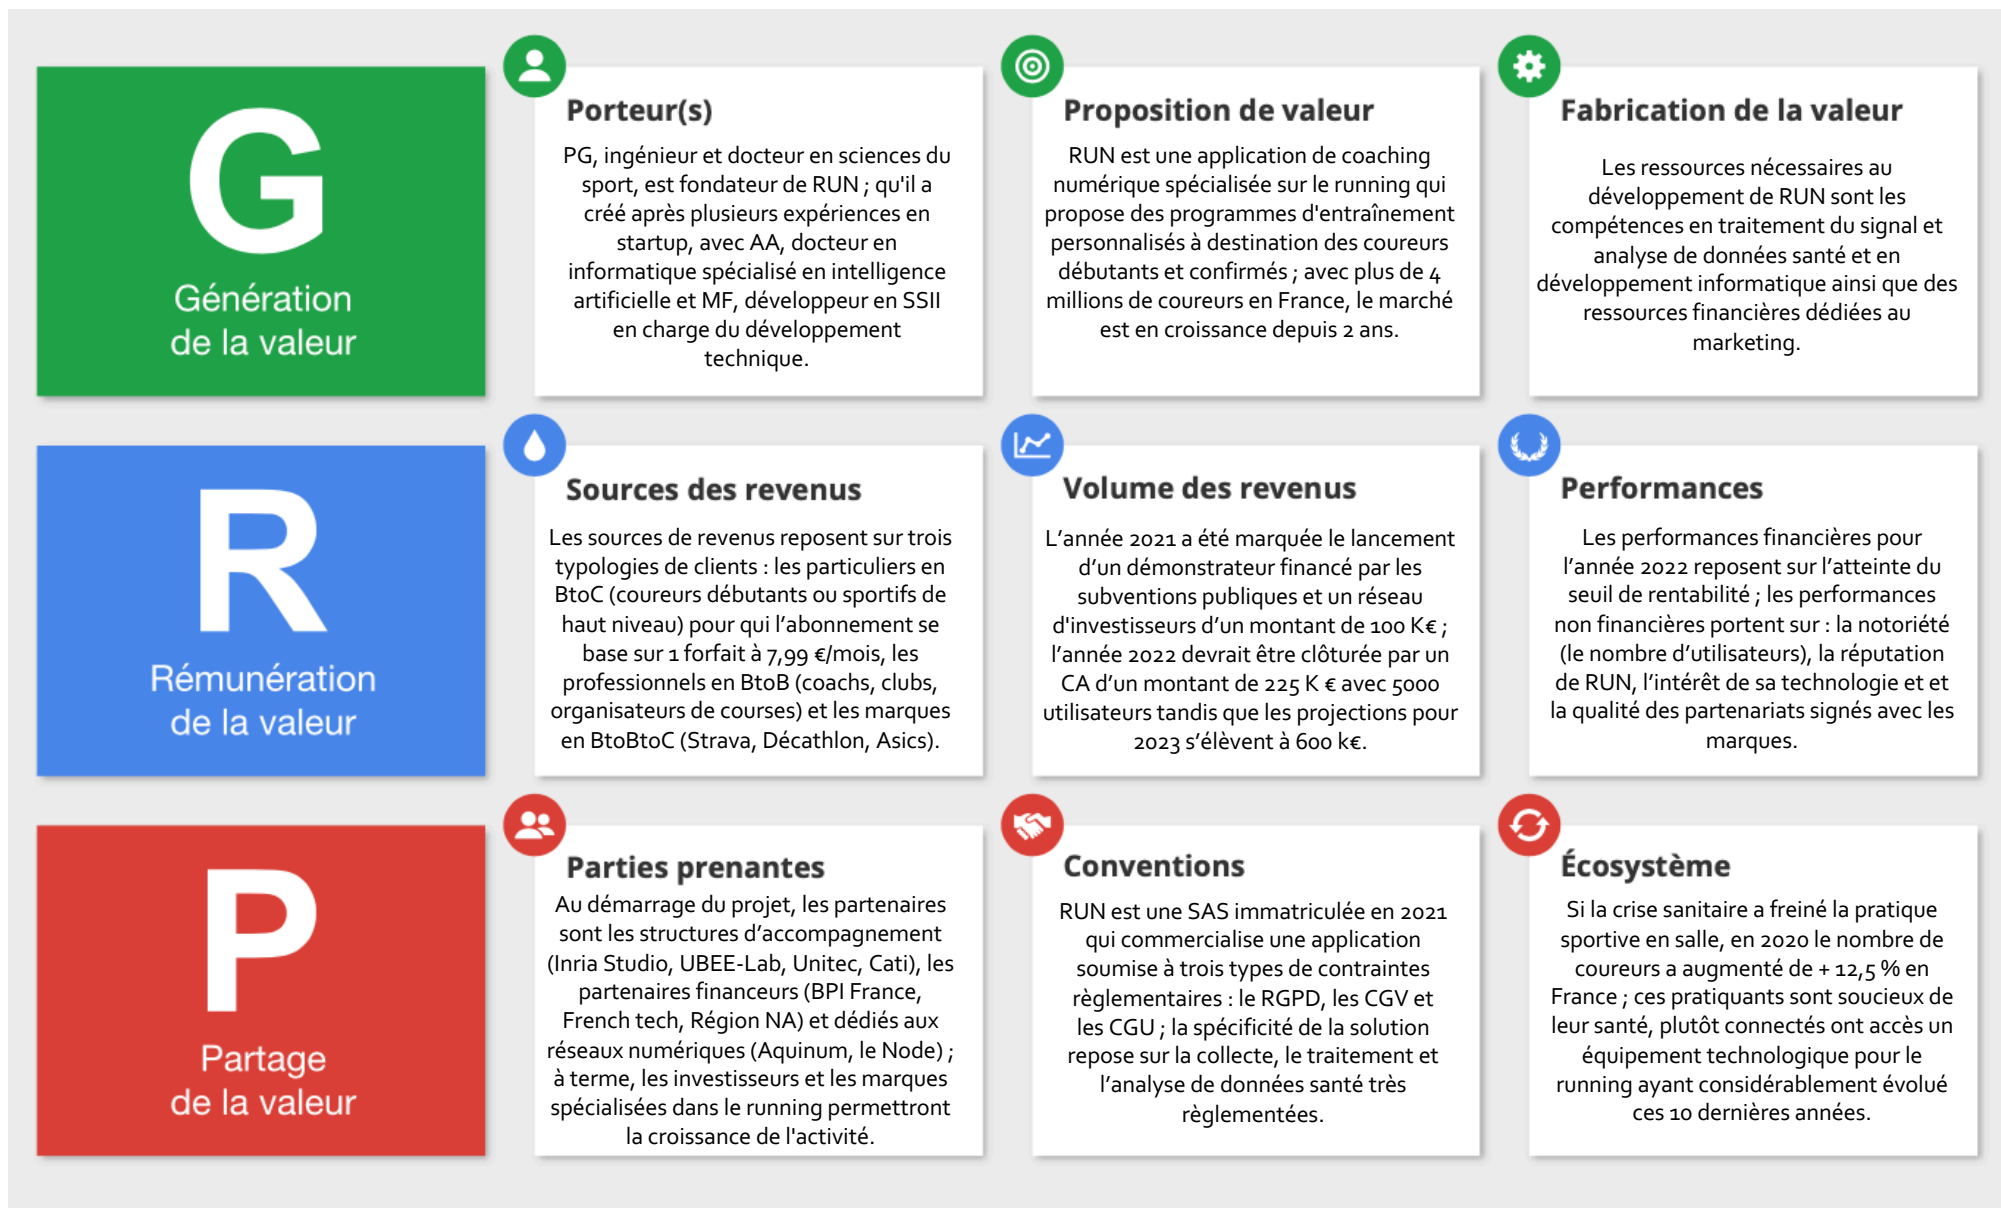 G
Génération
de la valeur
Porteur(s)
PG, ingénieur et docteur en sciences du
sport, est fondateur de RUN ; qu'il a
créé après plusieurs expériences en
startup, avec AA, docteur en
informatique spécialisé en intelligence
artificielle et MF, développeur en SSII
en charge du développement
technique.
Proposition de valeur
RUN est une application de coaching
numérique spécialisée sur le running qui
propose des programmes d'entraînement
personnalisés à destination des coureurs
débutants et confirmés ; avec plus de 4
millions de coureurs en France, le marché
est en croissance depuis 2 ans.
Fabrication de la valeur
Les ressources nécessaires au
développement de RUN sont les
compétences en traitement du signal et
analyse de données santé et en
développement informatique ainsi que des
ressources financières dédiées au
marketing.
R
Rémunération
de la valeur
Sources des revenus
Les sources de revenus reposent sur trois
typologies de clients : les particuliers en
BtoC (coureurs débutants ou sportifs de
haut niveau) pour qui l’abonnement se
base sur 1 forfait à 7,99 €/mois, les
professionnels en BtoB (coachs, clubs,
organisateurs de courses) et les marques
en BtoBtoC (Strava, Décathlon, Asics).
Volume des revenus
L’année 2021 a été marquée le lancement
d’un démonstrateur financé par les
subventions publiques et un réseau
d'investisseurs d’un montant de 100 K€ ;
l’année 2022 devrait être clôturée par un
CA d’un montant de 225 K € avec 5000
utilisateurs tandis que les projections pour
2023 s’élèvent à 600 k€.
Performances
Les performances financières pour
l’année 2022 reposent sur l’atteinte du
seuil de rentabilité ; les performances
non financières portent sur : la notoriété
(le nombre d’utilisateurs), la réputation
de RUN, l’intérêt de sa technologie et et
la qualité des partenariats signés avec les
marques.
P
Partage
de la valeur
Parties prenantes
Au démarrage du projet, les partenaires
sont les structures d’accompagnement
(Inria Studio, UBEE-Lab, Unitec, Cati), les
partenaires financeurs (BPI France,
French tech, Région NA) et dédiés aux
réseaux numériques (Aquinum, le Node) ;
à terme, les investisseurs et les marques
spécialisées dans le running permettront
la croissance de l'activité.
Conventions
RUN est une SAS immatriculée en 2021
qui commercialise une application
soumise à trois types de contraintes
règlementaires : le RGPD, les CGV et
les CGU ; la spécificité de la solution
repose sur la collecte, le traitement et
l’analyse de données santé très
règlementées.
Écosystème
Si la crise sanitaire a freiné la pratique
sportive en salle, en 2020 le nombre de
coureurs a augmenté de + 12,5 % en
France ; ces pratiquants sont soucieux de
leur santé, plutôt connectés ont accès un
équipement technologique pour le
running ayant considérablement évolué
ces 10 dernières années.